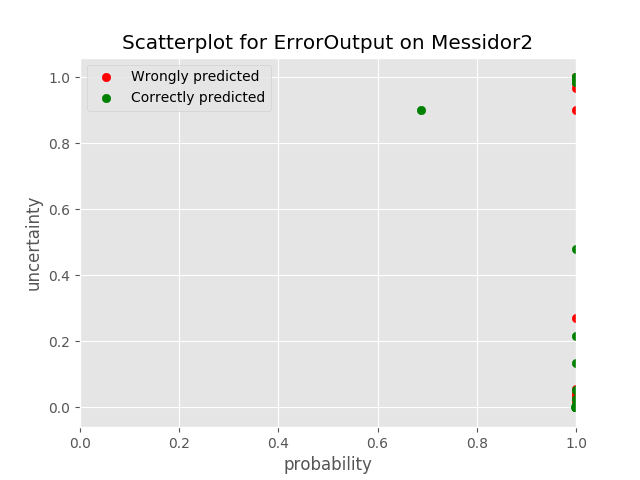 Scatterplot for ErrorOutput on Messidor2
Wrongly predicted
Correctly predicted
uncertainty
1.0
0.8
0.6
0.4
0.2
0.0
0.0 0.2 0.4 0.6 0.8 1.0
probability